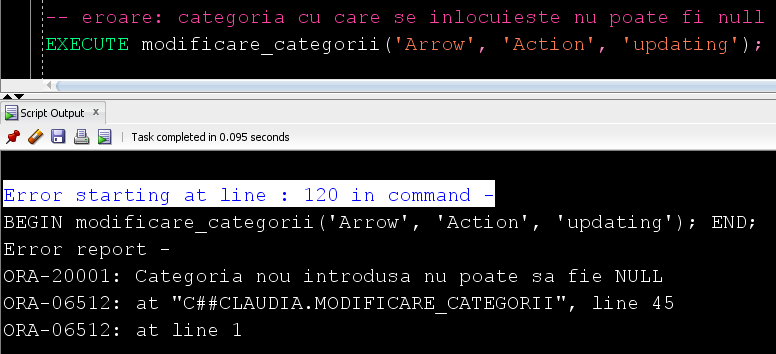 -- eroare: categoria cu care se inlocuieste nu poate fi null
EXECUTE modificare_categorii('Arrow', 'Action', 'updating');
Script Output x
Task completed in 0.095 seconds
Error starting at line : 120 in command -
BEGIN modificare_categorii('Arrow', 'Action', 'updating'); END;
Error report -
ORA-20001: Categoria nou introdusa nu poate sa fie NULL
ORA-06512: at "C##CLAUDIA.MODIFICARE_CATEGORII", line 45
ORA-06512: at line 1